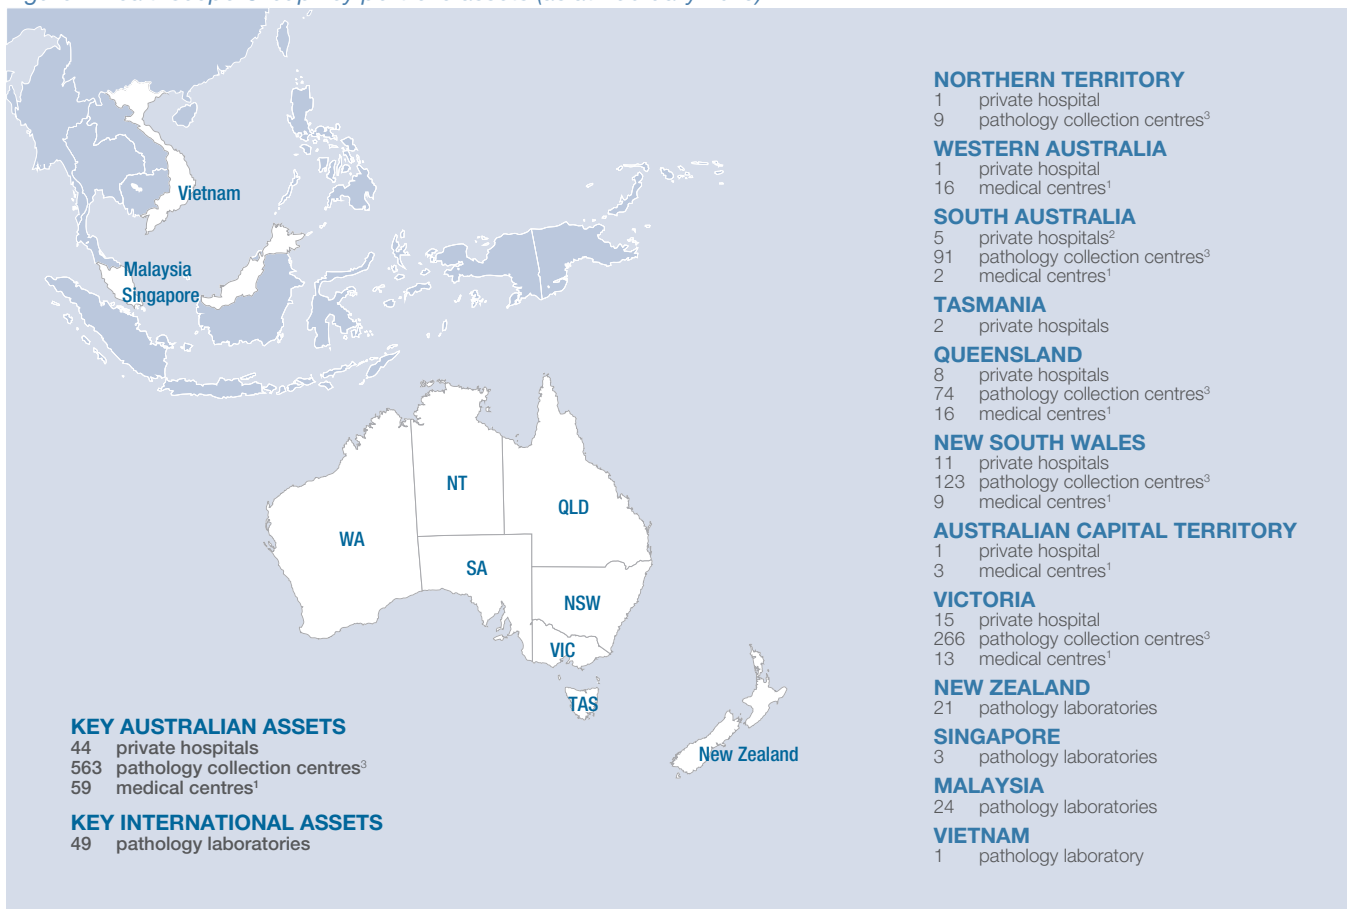 Vietnam
Malaysia
Singapore
NT
QLD
WA
SA
NSW
VIC
TAS
New Zealand
KEY AUSTRALIAN ASSETS
44 private hospitals
563 pathology collection centres³
59 medical centres¹
KEY INTERNATIONAL ASSETS
49 pathology laboratories
NORTHERN TERRITORY
1 private hospital
9 pathology collection centres³
WESTERN AUSTRALIA
1 private hospital
16 medical centres¹
SOUTH AUSTRALIA
5 private hospitals²
91 pathology collection centres³
2 medical centres¹
TASMANIA
2 private hospitals
QUEENSLAND
8 private hospitals
74 pathology collection centres³
16 medical centres¹
NEW SOUTH WALES
11 private hospitals
123 pathology collection centres³
9 medical centres¹
AUSTRALIAN CAPITAL TERRITORY
1 private hospital
3 medical centres¹
VICTORIA
15 private hospital
266 pathology collection centres³
13 medical centres¹
NEW ZEALAND
21 pathology laboratories
SINGAPORE
3 pathology laboratories
MALAYSIA
24 pathology laboratories
VIETNAM
1 pathology laboratory